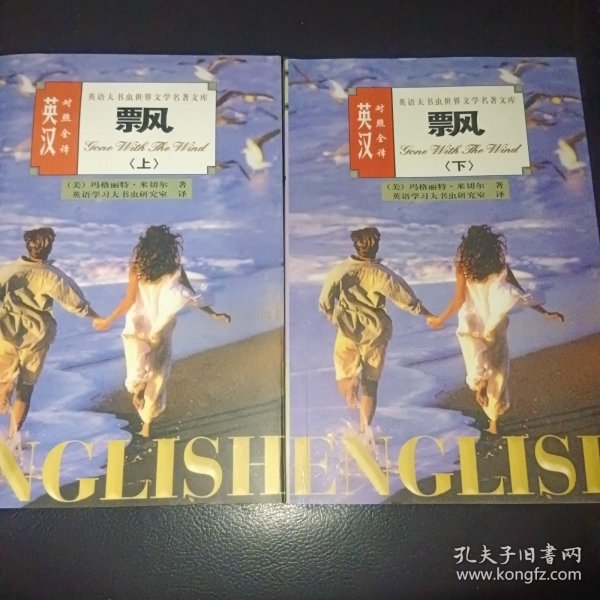 英语大书虫世界文学名著文库
英汉
对照全译
飘
Gone With The Wind
〈上〉
（美）玛格丽特·米切尔 著
英语学习大书虫研究室 译
NGLISH
英语大书虫世界文学名著文库
英汉
对照全译
飘
Gone With The Wind
〈下〉
（美）玛格丽特·米切尔 著
英语学习大书虫研究室 译
ENGLIS
孔夫子旧书网
www.kongfz.com